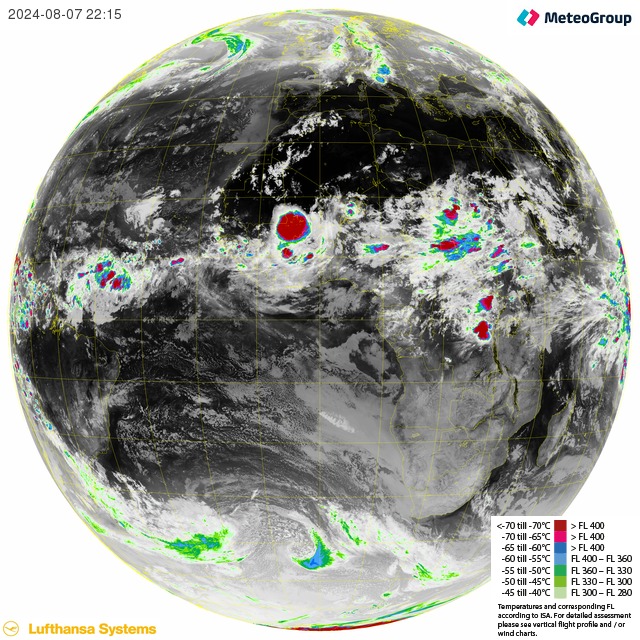 2024-08-07 22:15
MeteoGroup
<-70 till -70°C > FL 400
-70 till -65°C > FL 400
-65 till -60°C > FL 400
-60 till -55°C FL 400 – FL 360
-55 till -50°C FL 360 – FL 330
-50 till -45°C FL 330 – FL 300
-45 till -40°C FL 300 – FL 280
Temperatures and corresponding FL
according to ISA. For detailed assessment
please see vertical flight profile and / or
wind charts.
Lufthansa Systems